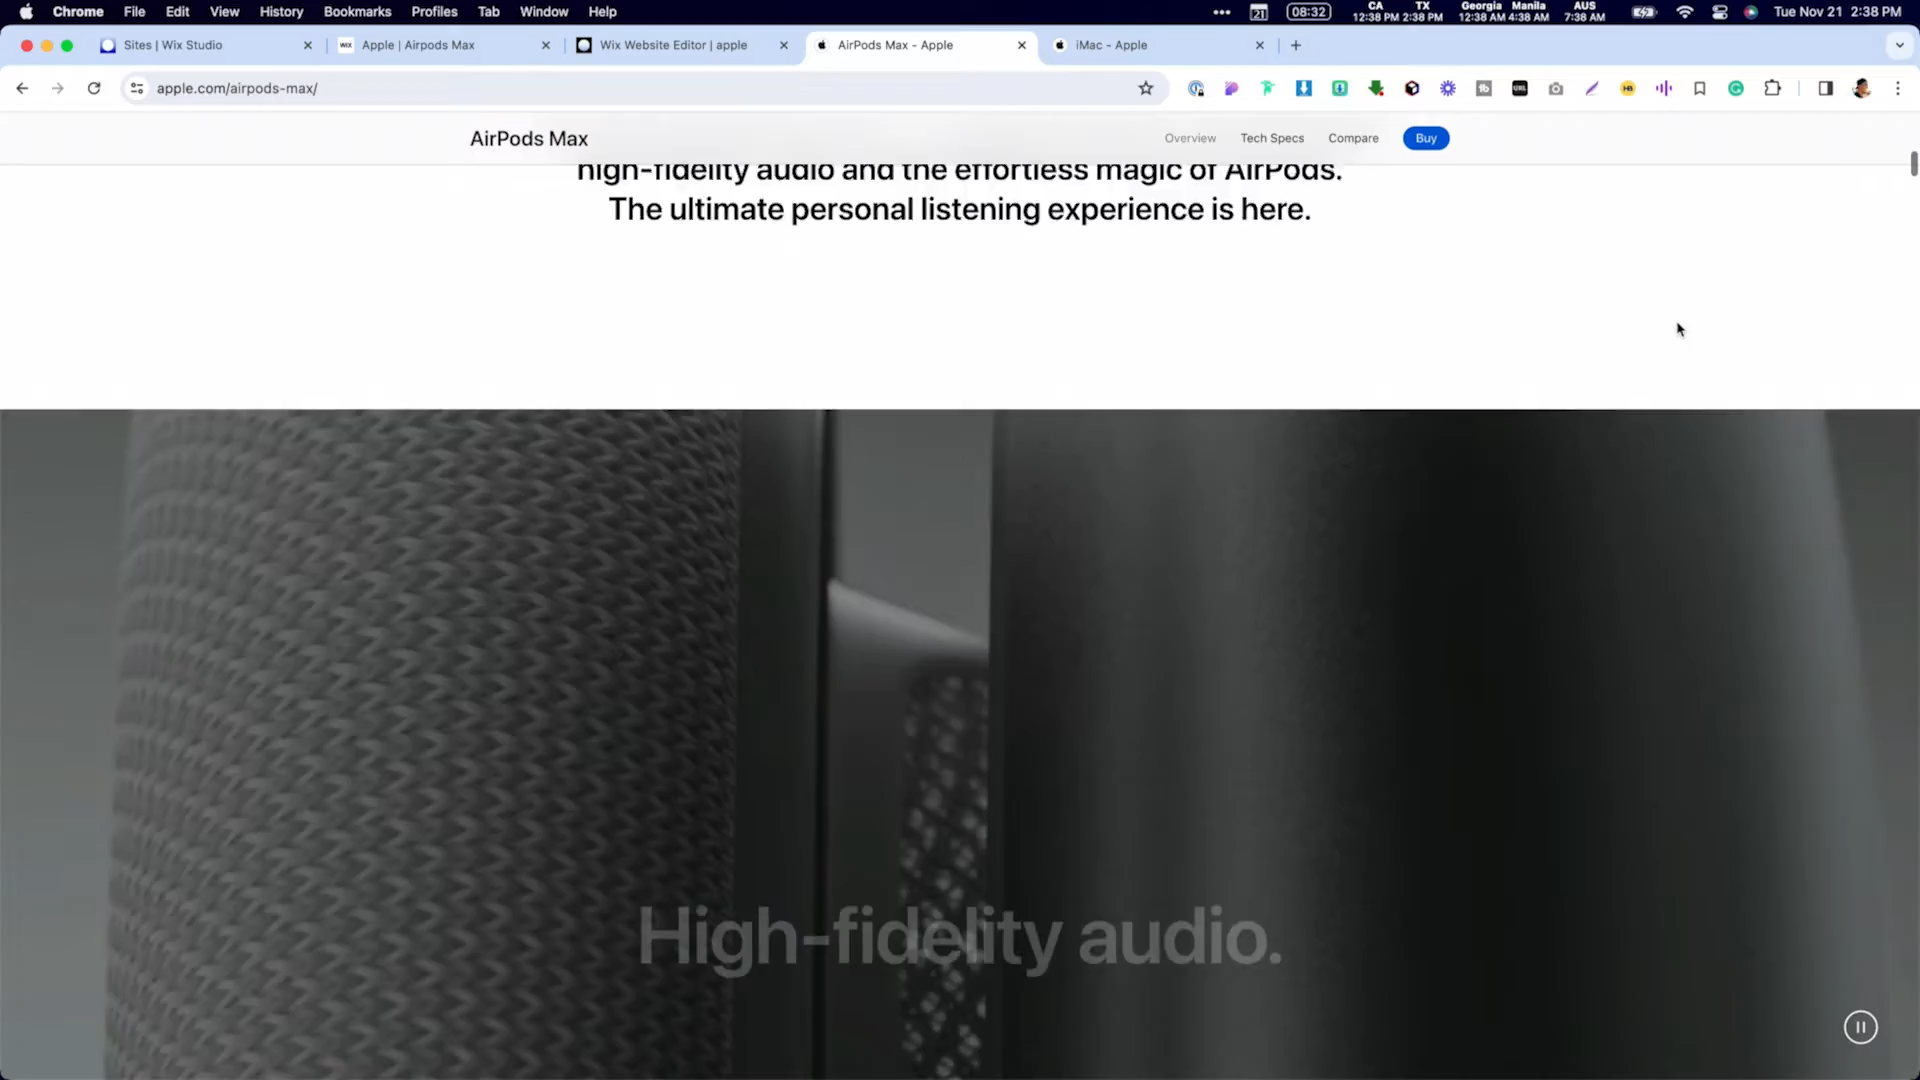 Chrome File Edit View History Bookmarks Profiles Tab Window Help
21 08:32 CA TX Georgia Manila AUS
12:38 PM 2:38 PM 12:38 AM 4:38 AM 7:38 AM
Tue Nov 21 2:38 PM
Sites | Wix Studio
WIX Apple | Airpods Max
Wix Website Editor | apple
AirPods Max - Apple
iMac - Apple
apple.com/airpods-max/
AirPods Max
Overview Tech Specs Compare Buy
high-fidelity audio and the effortless magic of AirPods.
The ultimate personal listening experience is here.
High-fidelity audio.